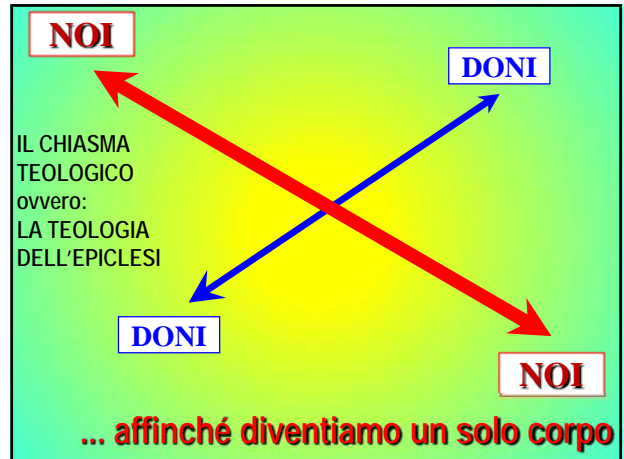 NOI
DONI
IL CHIASMA
TEOLOGICO
ovvero:
LA TEOLOGIA
DELL'EPICLESI
DONI
NOI
... affinché diventiamo un solo corpo